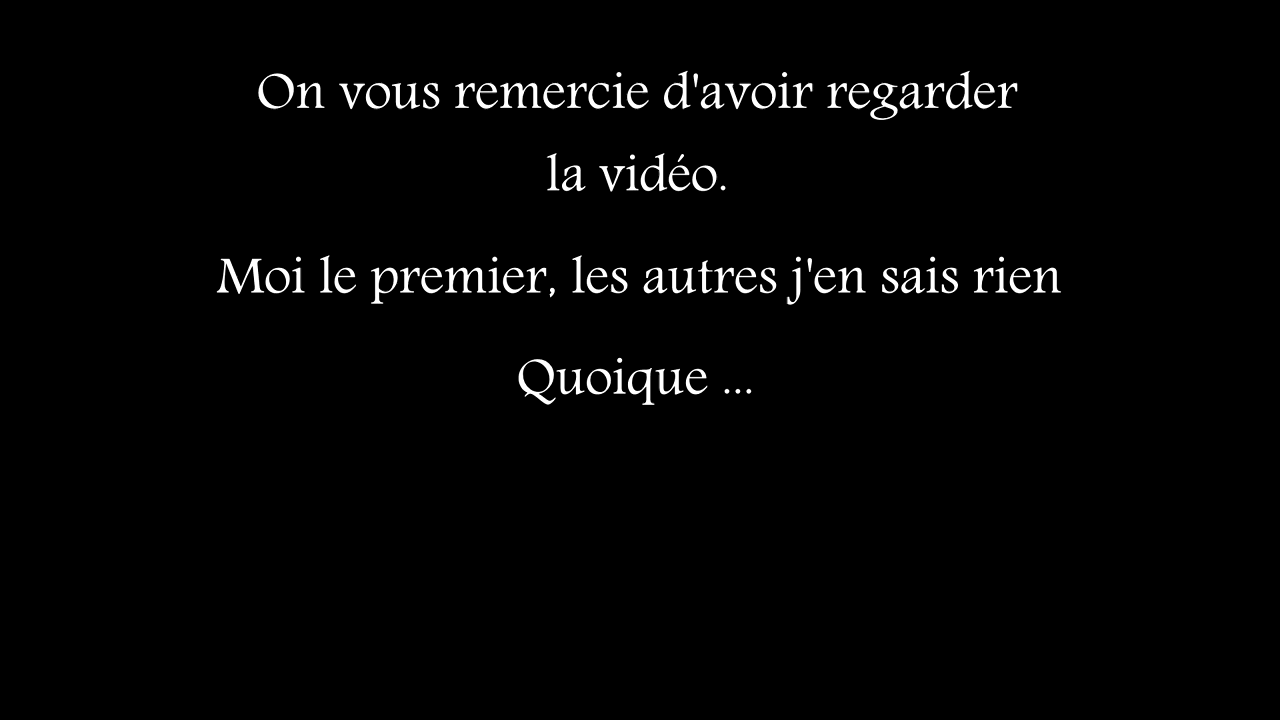 On vous remercie d'avoir regarder
la vidéo.
Moi le premier, les autres j'en sais rien
Quoique ...